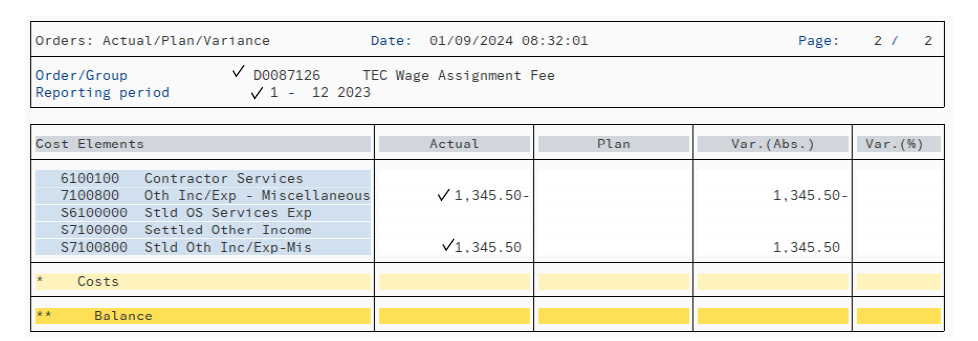 Orders: Actual/Plan/Variance Date: 01/09/2024 08:32:01 Page: 2 / 2
Order/Group ✓ D0087126 TEC Wage Assignment Fee
Reporting period ✓ 1 - 12 2023
Cost Elements Actual Plan Var.(Abs.) Var.(%)
6100100 Contractor Services
7100800 Oth Inc/Exp - Miscellaneous ✓ 1,345.50- 1,345.50-
S6100000 Stld OS Services Exp
S7100000 Settled Other Income
S7100800 Stld Oth Inc/Exp-Mis ✓ 1,345.50 1,345.50
* Costs
** Balance